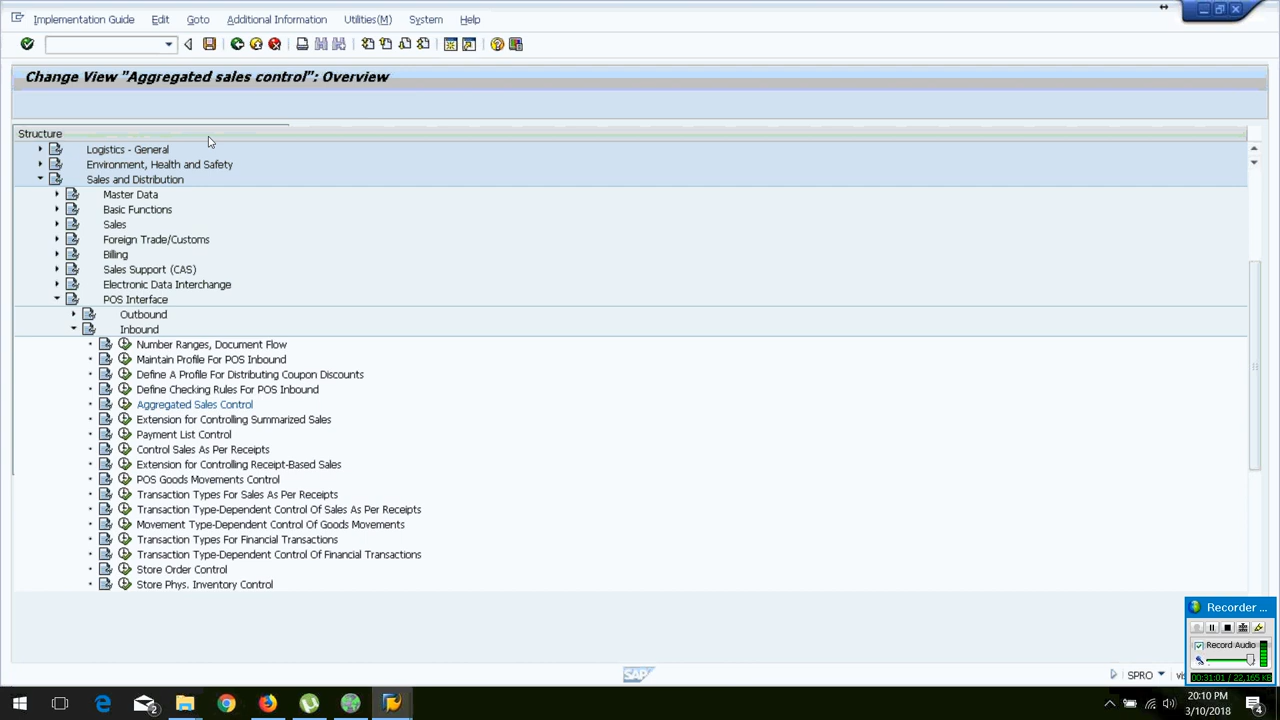 Implementation Guide Edit Goto Additional Information Utilities(M) System Help
Change View "Aggregated sales control": Overview
Structure
Logistics - General
Environment, Health and Safety
Sales and Distribution
Master Data
Basic Functions
Sales
Foreign Trade/Customs
Billing
Sales Support (CAS)
Electronic Data Interchange
POS Interface
Outbound
Inbound
Number Ranges, Document Flow
Maintain Profile For POS Inbound
Define A Profile For Distributing Coupon Discounts
Define Checking Rules For POS Inbound
Aggregated Sales Control
Extension for Controlling Summarized Sales
Payment List Control
Control Sales As Per Receipts
Extension for Controlling Receipt-Based Sales
POS Goods Movements Control
Transaction Types For Sales As Per Receipts
Transaction Type-Dependent Control Of Sales As Per Receipts
Movement Type-Dependent Control Of Goods Movements
Transaction Types For Financial Transactions
Transaction Type-Dependent Control Of Financial Transactions
Store Order Control
Store Phys. Inventory Control
Recorder ...
Record Audio
00:31:01 / 22,165 KB
SAP
SPRO
2
20:10 PM
3/10/2018